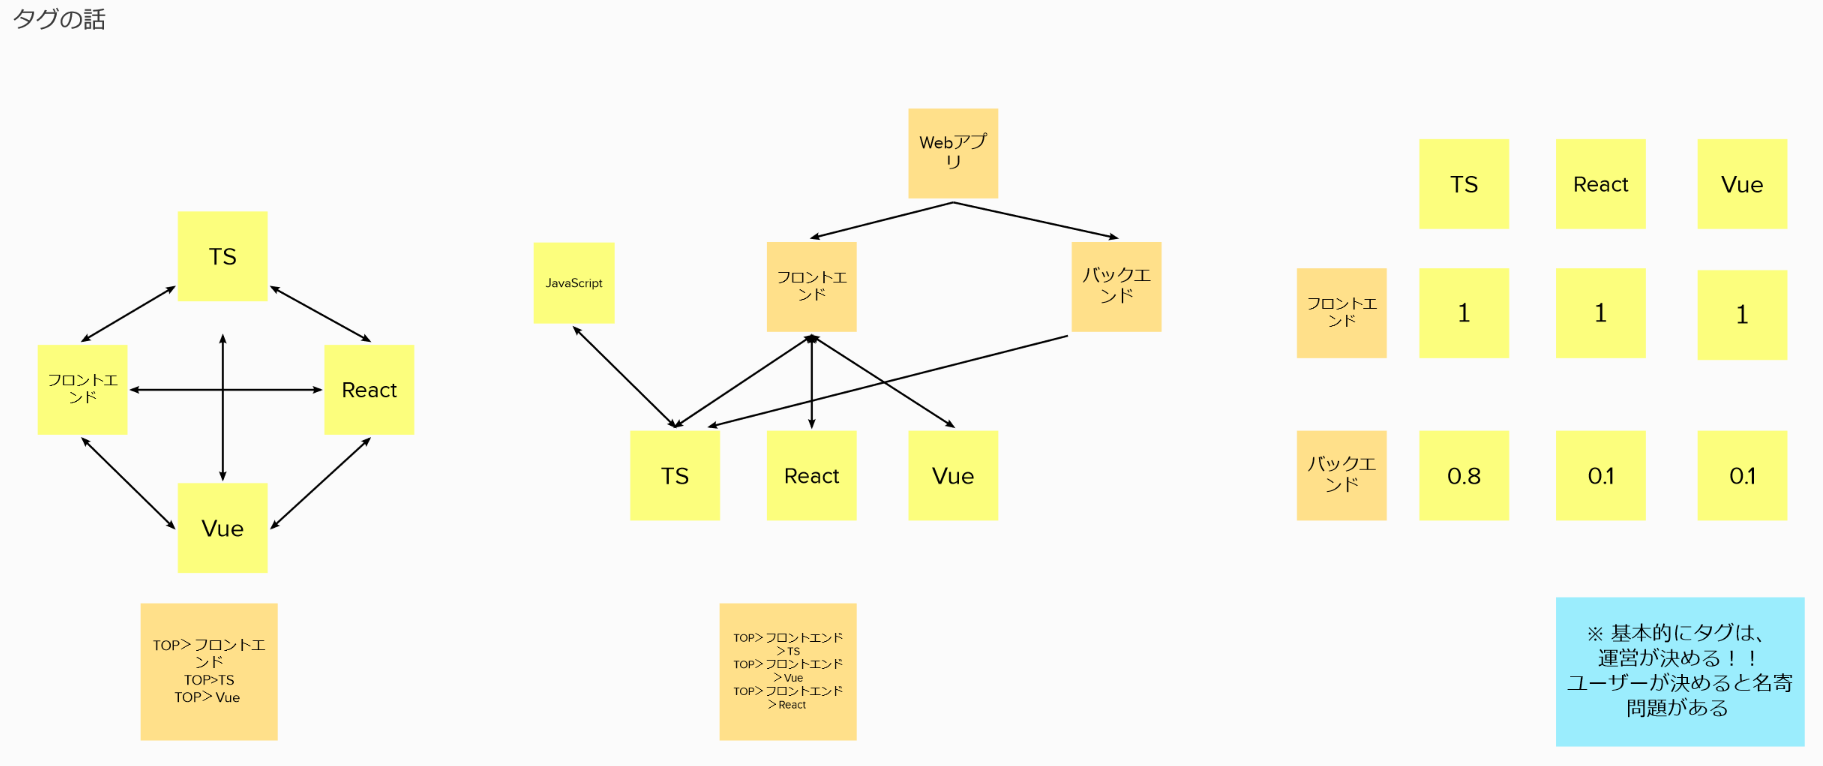 タグの話
TS
フロントエ
ンド
React
Vue
TOP＞フロントエ
ンド
TOP>TS
TOP＞Vue
Webアプ
リ
JavaScript
フロントエ
ンド
バックエ
ンド
TS
React
Vue
TOP＞フロントエンド
＞TS
TOP＞フロントエンド
＞Vue
TOP＞フロントエンド
＞React
TS
React
Vue
フロントエ
ンド
1
1
1
バックエ
ンド
0.8
0.1
0.1
※ 基本的にタグは、
運営が決める！！
ユーザーが決めると名寄
問題がある